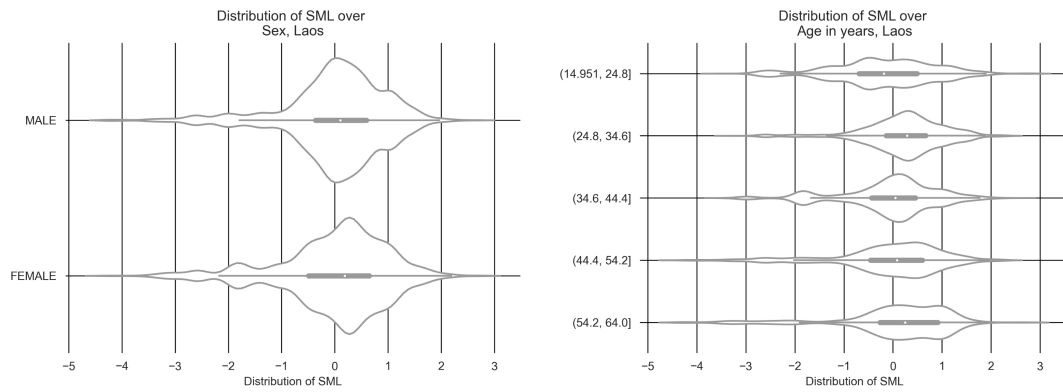 Distribution of SML over
Sex, Laos
MALE
FEMALE
−5 −4 −3 −2 −1 0 1 2 3
Distribution of SML
Distribution of SML over
Age in years, Laos
(14.951, 24.8]
(24.8, 34.6]
(34.6, 44.4]
(44.4, 54.2]
(54.2, 64.0]
−5 −4 −3 −2 −1 0 1 2 3
Distribution of SML